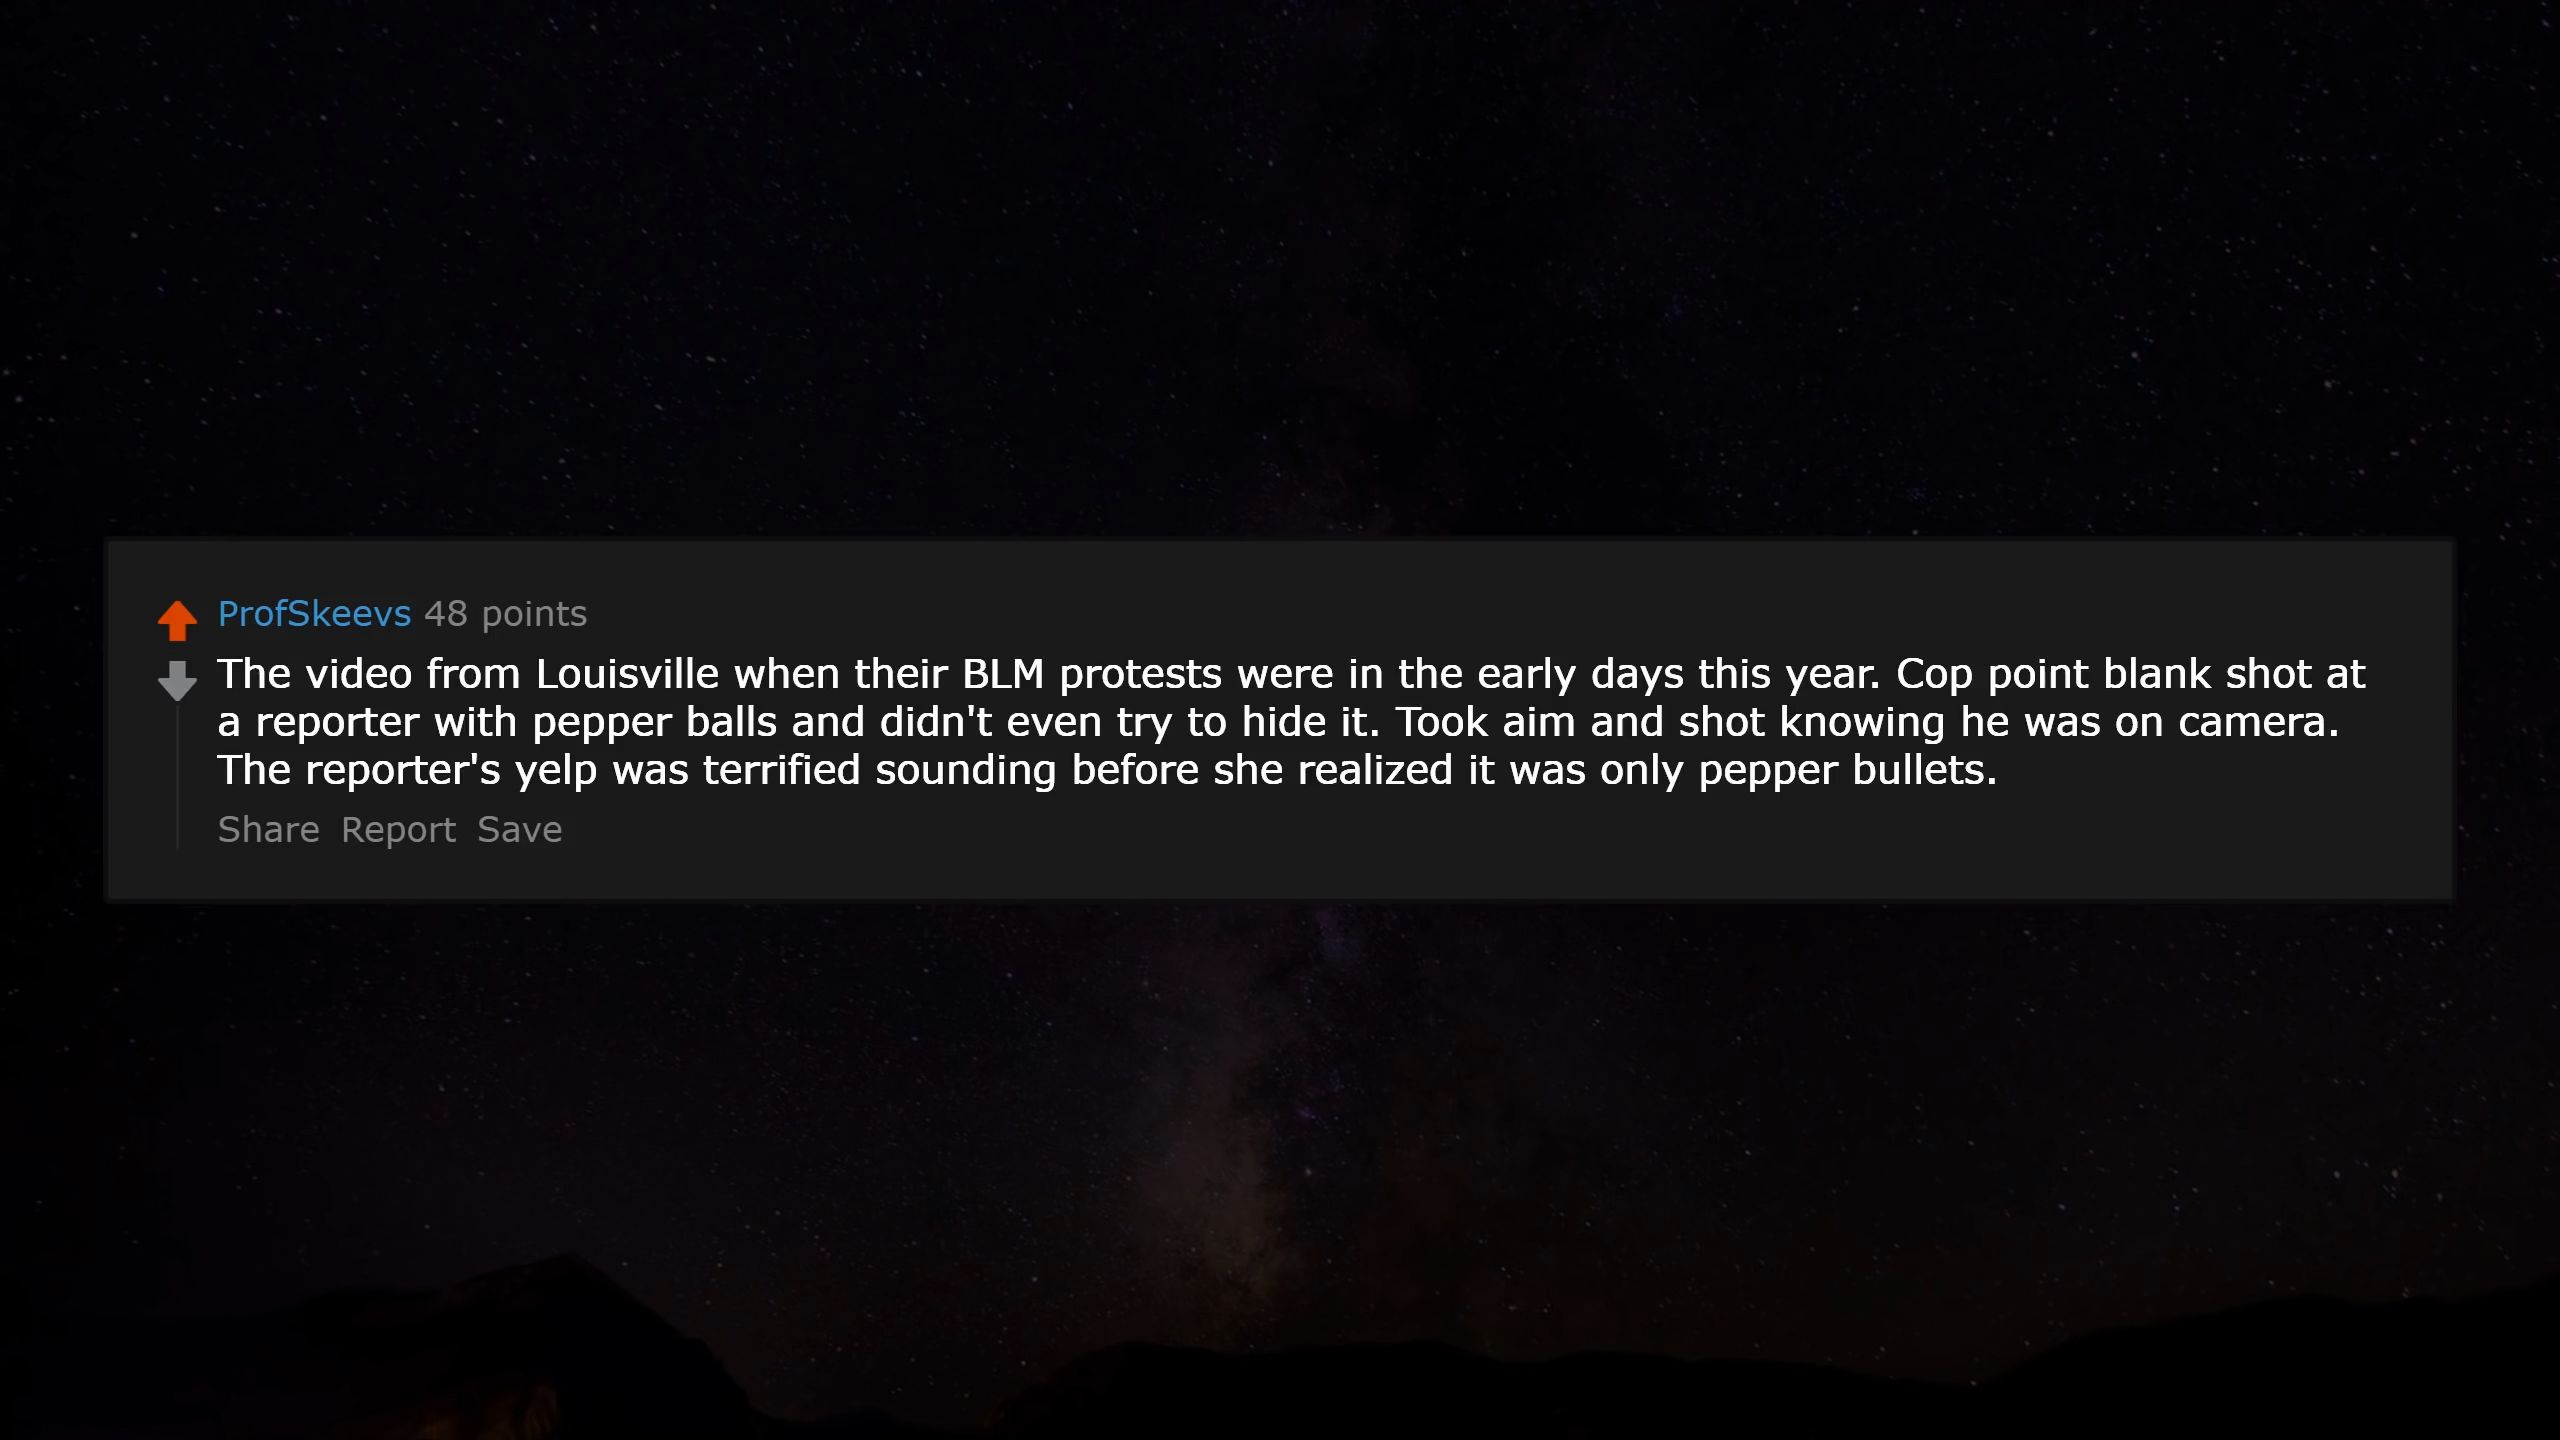 ProfSkeevs 48 points
The video from Louisville when their BLM protests were in the early days this year. Cop point blank shot at
a reporter with pepper balls and didn't even try to hide it. Took aim and shot knowing he was on camera.
The reporter's yelp was terrified sounding before she realized it was only pepper bullets.
Share Report Save